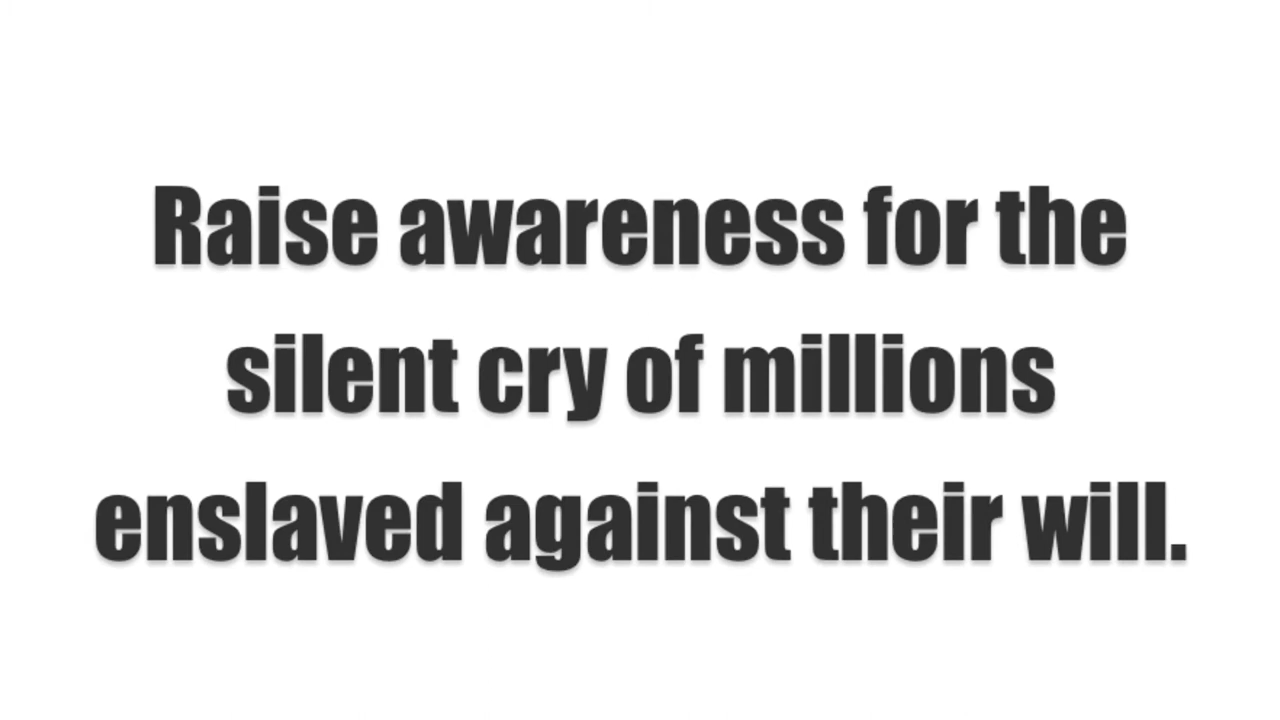 Raise awareness for the
silent cry of millions
enslaved against their will.